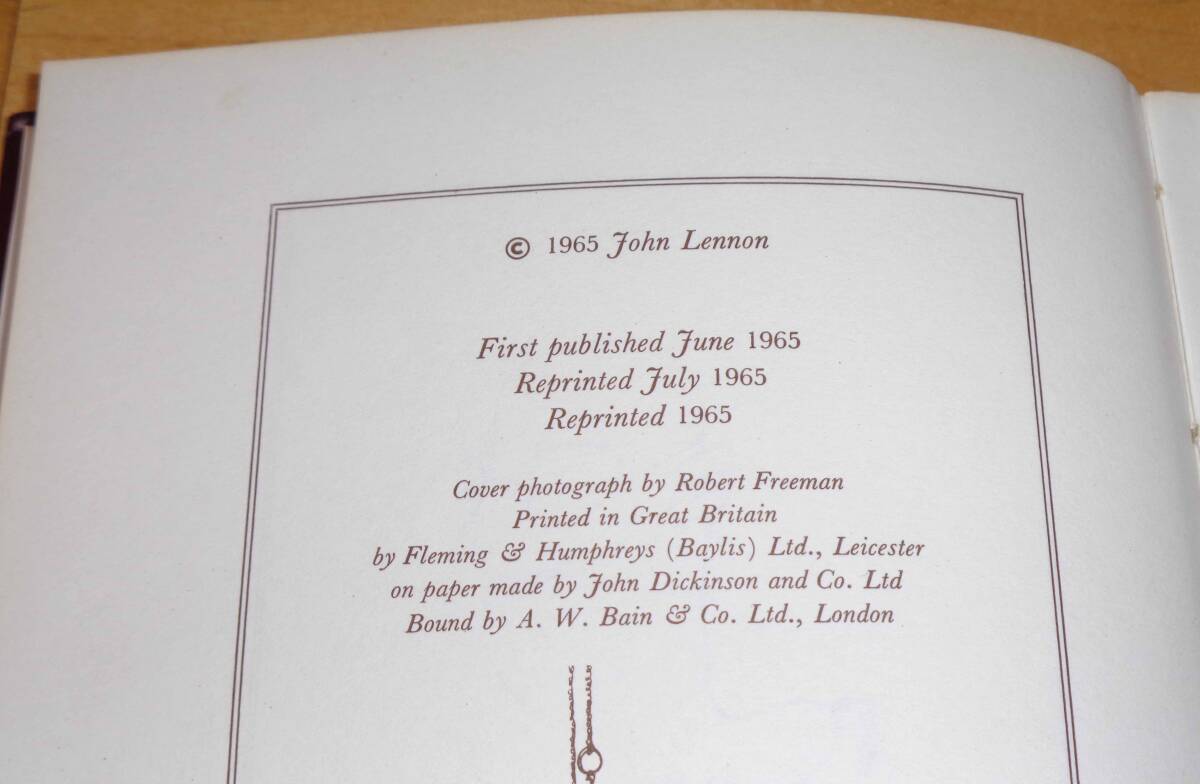 © 1965 John Lennon
First published June 1965
Reprinted July 1965
Reprinted 1965
Cover photograph by Robert Freeman
Printed in Great Britain
by Fleming & Humphreys (Baylis) Ltd., Leicester
on paper made by John Dickinson and Co. Ltd
Bound by A. W. Bain & Co. Ltd., London